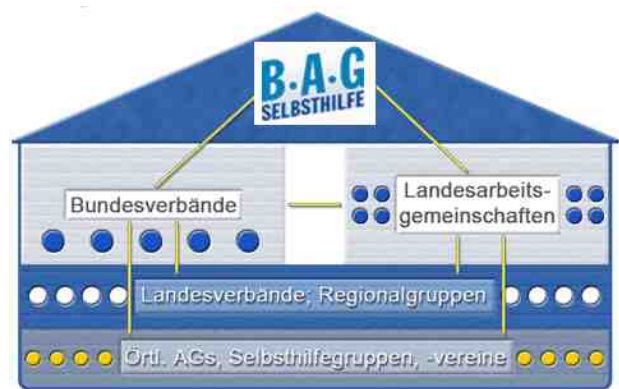 B·A·G
SELBSTHILFE
Bundesverbände
Landesarbeits-
gemeinschaften
Landesverbände; Regionalgruppen
Örtl. AGs, Selbsthilfegruppen, -vereine